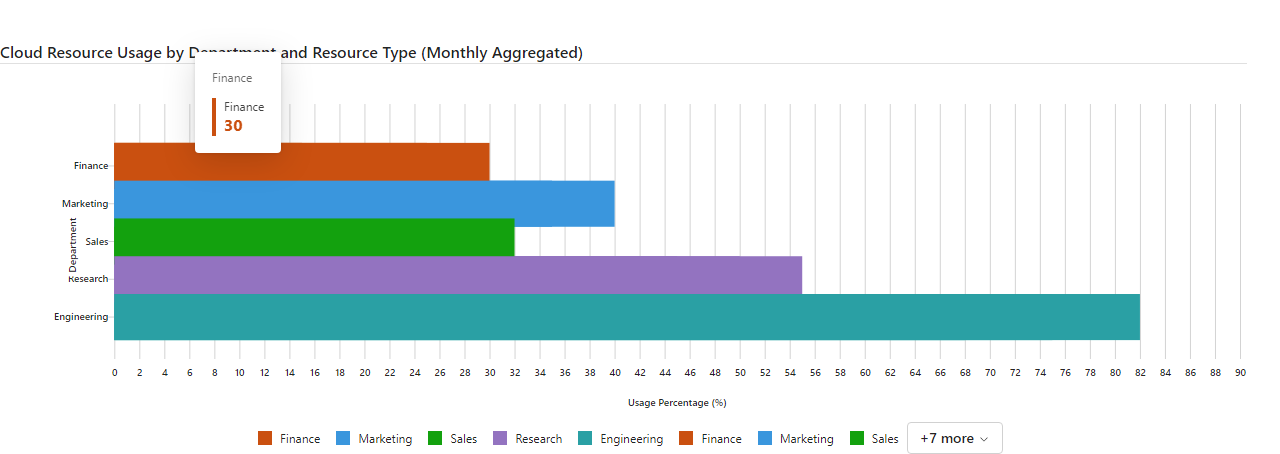 Cloud Resource Usage by Department and Resource Type (Monthly Aggregated)
Finance
Finance
30
Finance
Marketing
Sales
Research
Engineering
Department
0 2 4 6 8 10 12 14 16 18 20 22 24 26 28 30 32 34 36 38 40 42 44 46 48 50 52 54 56 58 60 62 64 66 68 70 72 74 76 78 80 82 84 86 88 90
Usage Percentage (%)
Finance Marketing Sales Research Engineering Finance Marketing Sales +7 more